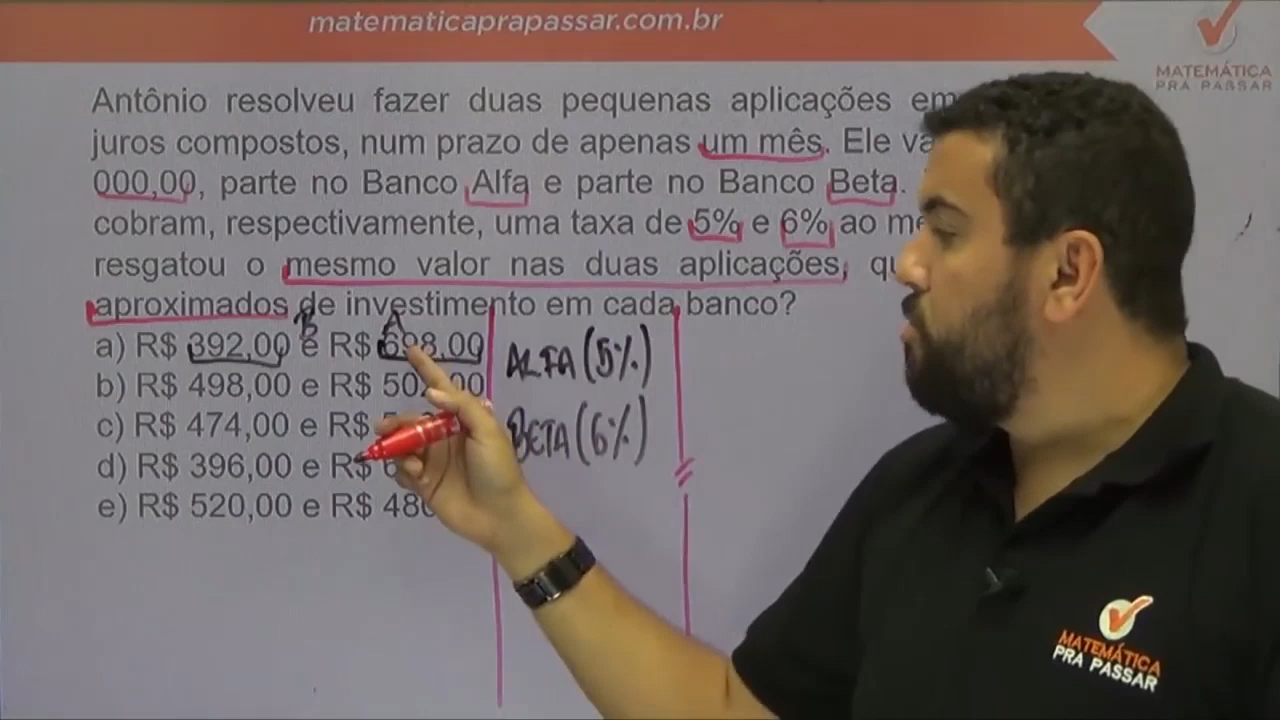 matematicaprapassar.com.br
MATEMÁTICA
PRA PASSAR
Antônio resolveu fazer duas pequenas aplicações em
juros compostos, num prazo de apenas um mês. Ele
000,00, parte no Banco Alfa e parte no Banco Beta.
cobram, respectivamente, uma taxa de 5% e 6% ao
resgatou o mesmo valor nas duas aplicações,
aproximados de investimento em cada banco?
B A
a) R$ 392,00 e R$ 698,00
b) R$ 498,00 e R$
c) R$ 474,00 e R$
d) R$ 396,00 e R$
e) R$ 520,00 e R$
ALFA (5%)
BETA (6%)
MATEMÁTICA
PRA PASSAR